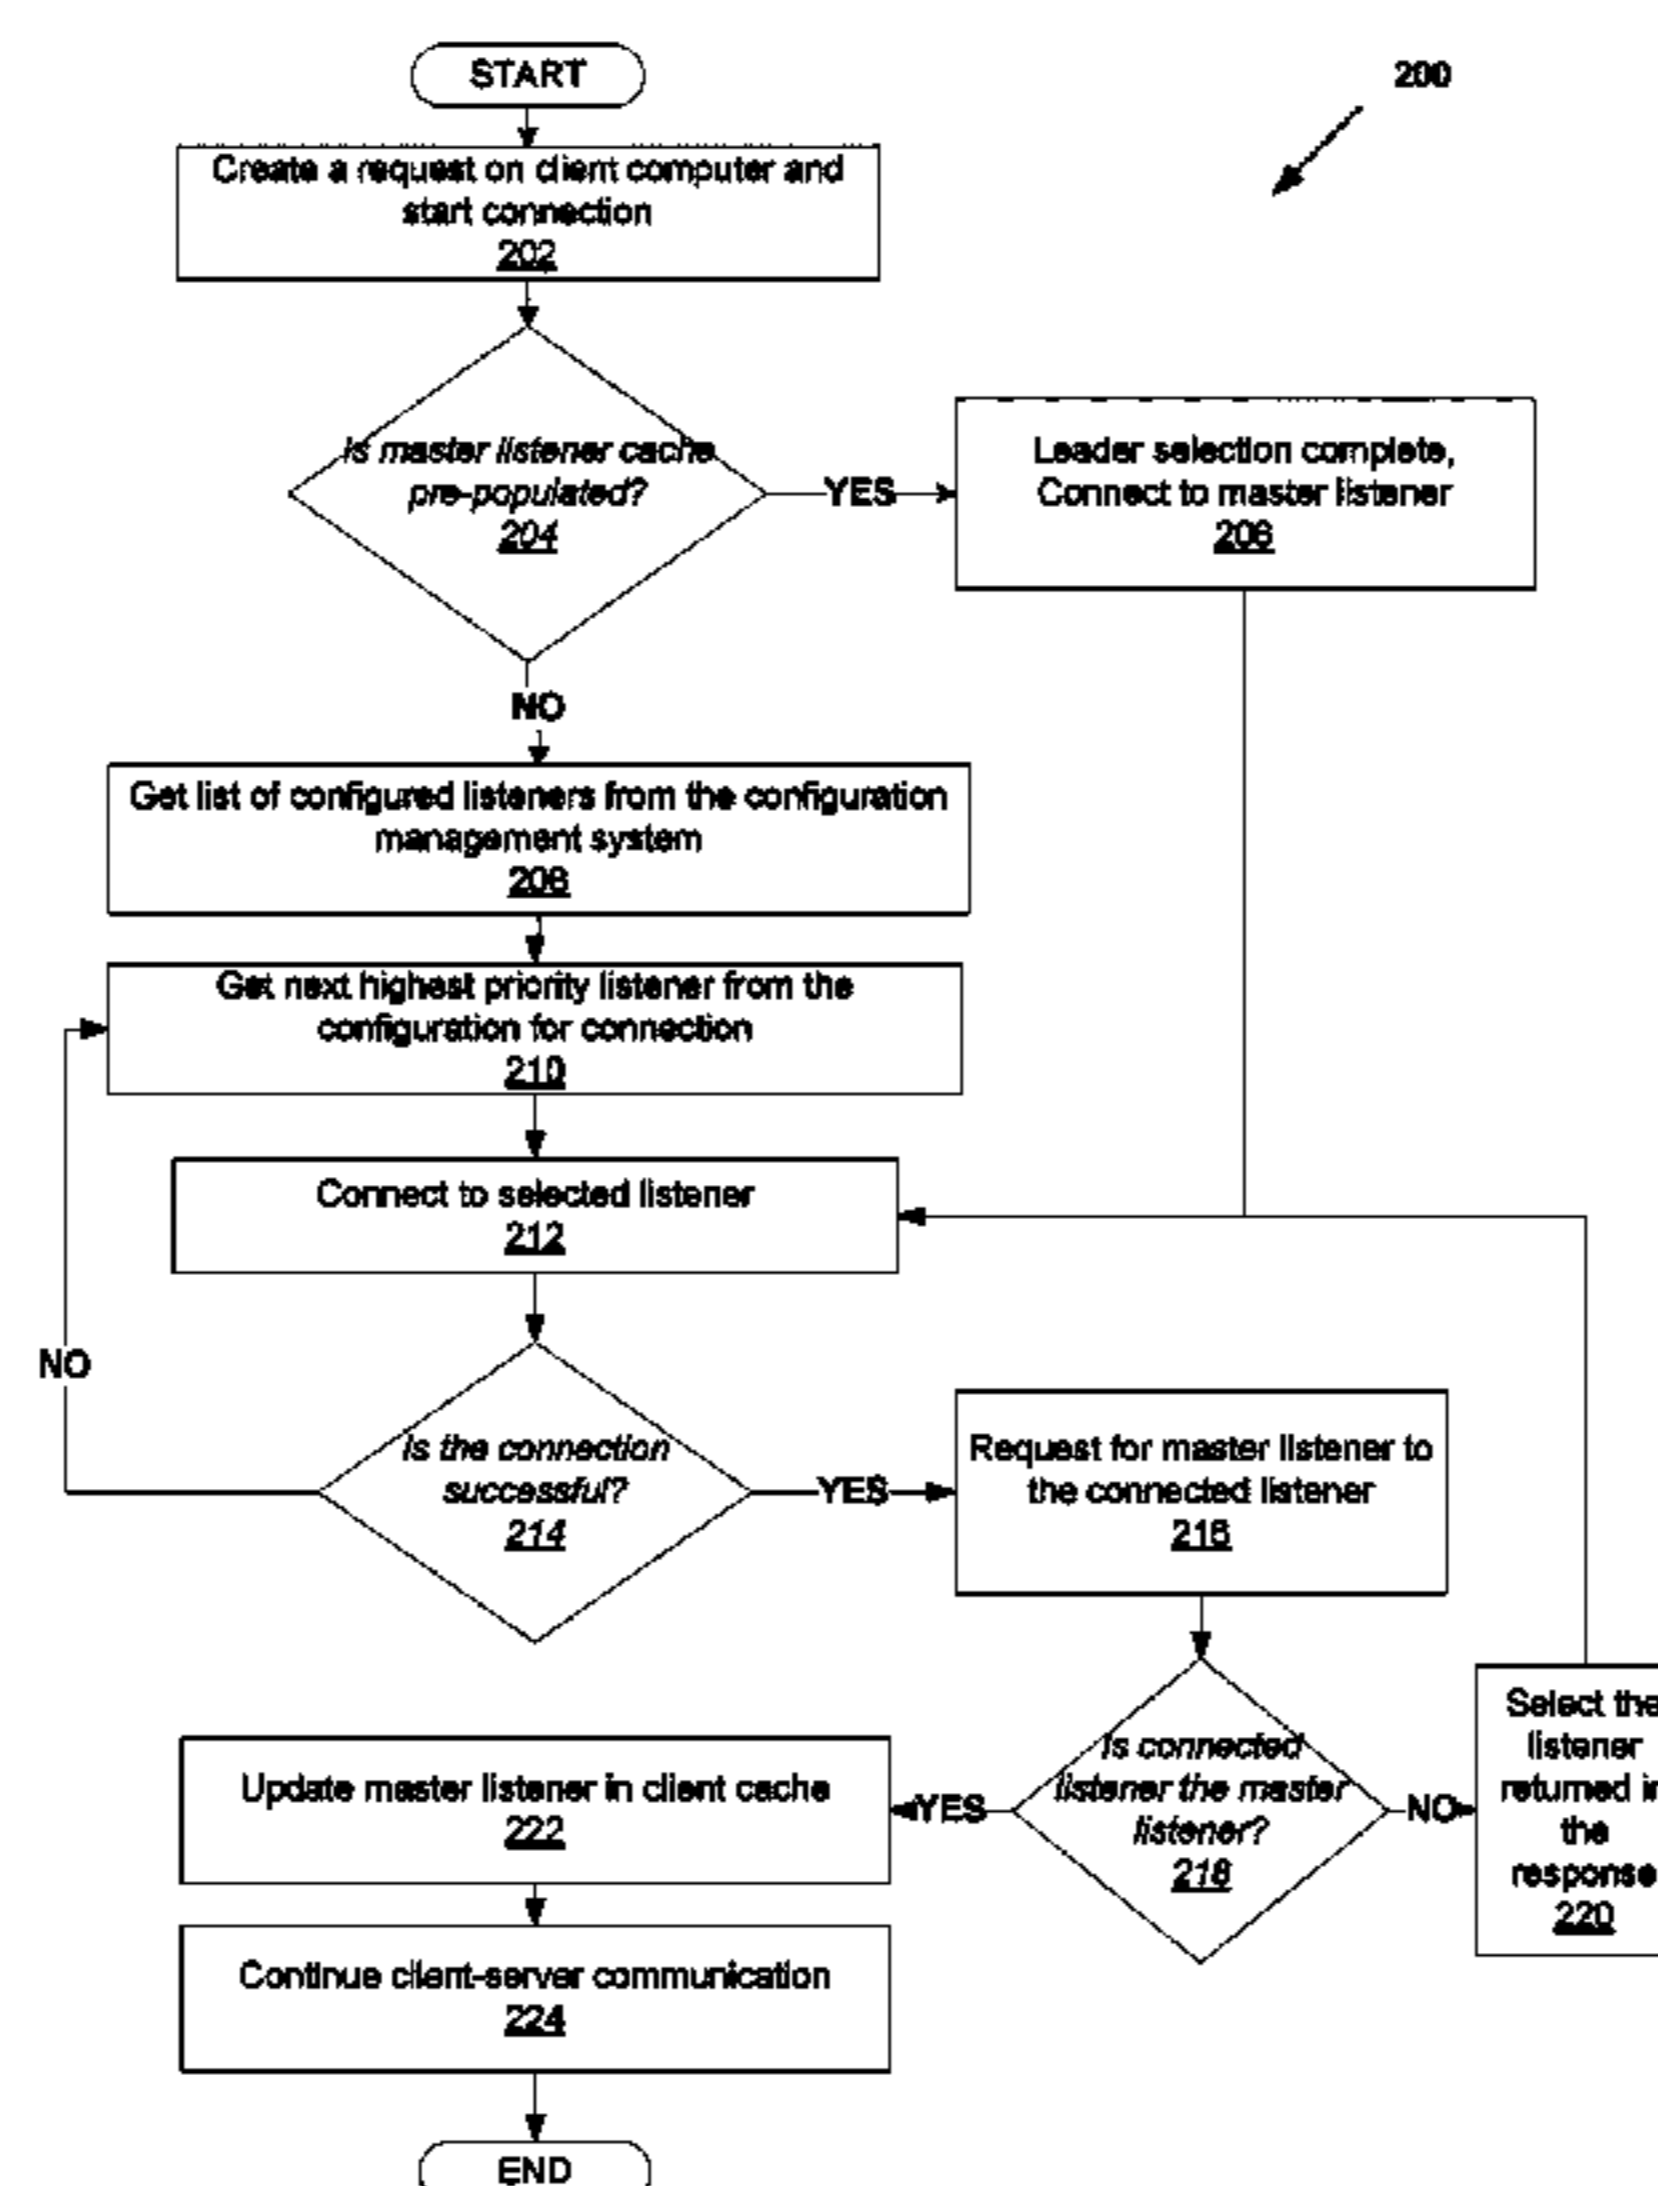 START
200
Create a request on client computer and
start connection
202
Is master listener cache
pre-populated?
204
YES
Leader selection complete,
Connect to master listener
206
NO
Get list of configured listeners from the configuration
management system
208
Get next highest priority listener from the
configuration for connection
210
Connect to selected listener
212
NO
Is the connection
successful?
214
YES
Request for master listener to
the connected listener
216
Is connected
listener the master
listener?
218
YES
NO
Select the
listener
returned in
the
response
220
Update master listener in client cache
222
Continue client-server communication
224
END